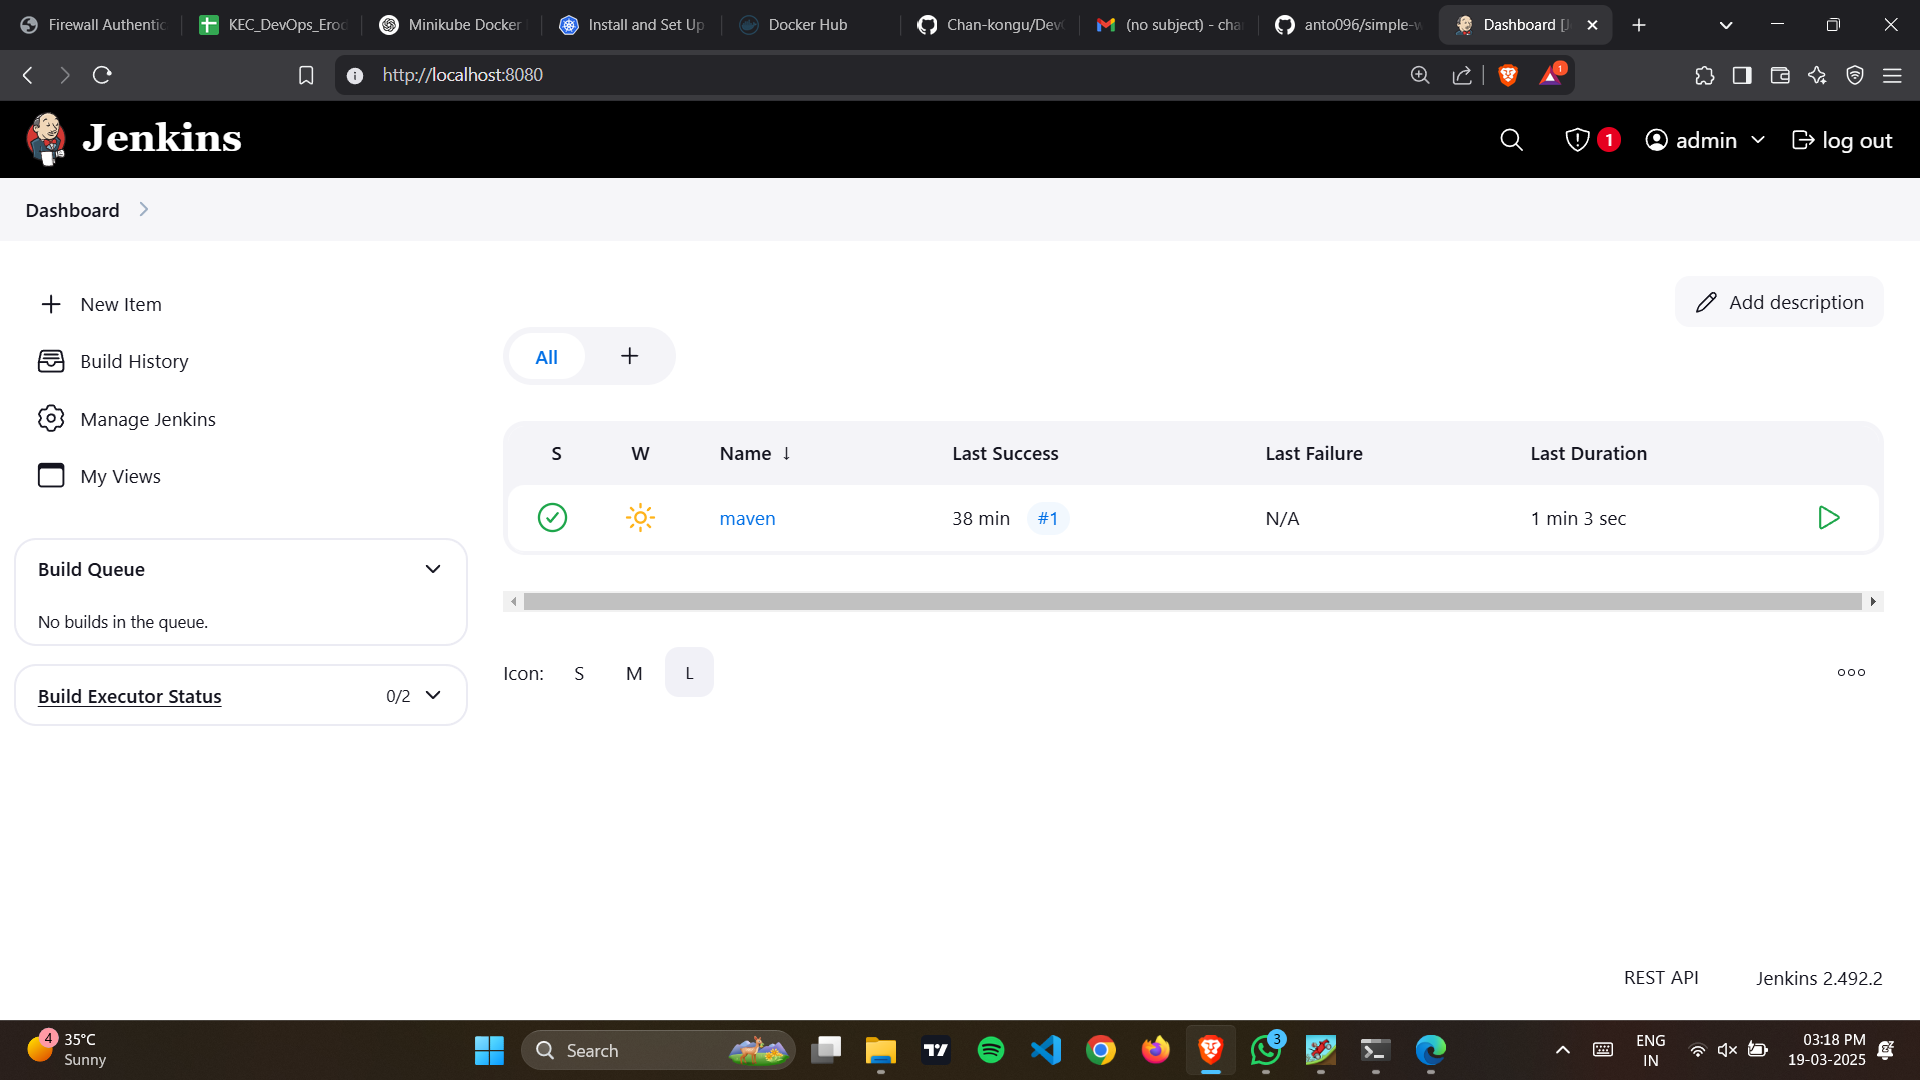 Firewall Authentic
KEC_DevOps_Erod
Minikube Docker
Install and Set Up
Docker Hub
Chan-kongu/Dev
(no subject) - cha
anto096/simple-w
Dashboard [J
http://localhost:8080
1
Jenkins
1
admin
log out
Dashboard
New Item
Build History
Manage Jenkins
My Views
Add description
All
S W Name ↓ Last Success Last Failure Last Duration
maven 38 min #1 N/A 1 min 3 sec
Build Queue
No builds in the queue.
Build Executor Status 0/2
Icon: S M L
REST API Jenkins 2.492.2
4
35°C
Sunny
Search
3
ENG
IN
03:18 PM
19-03-2025